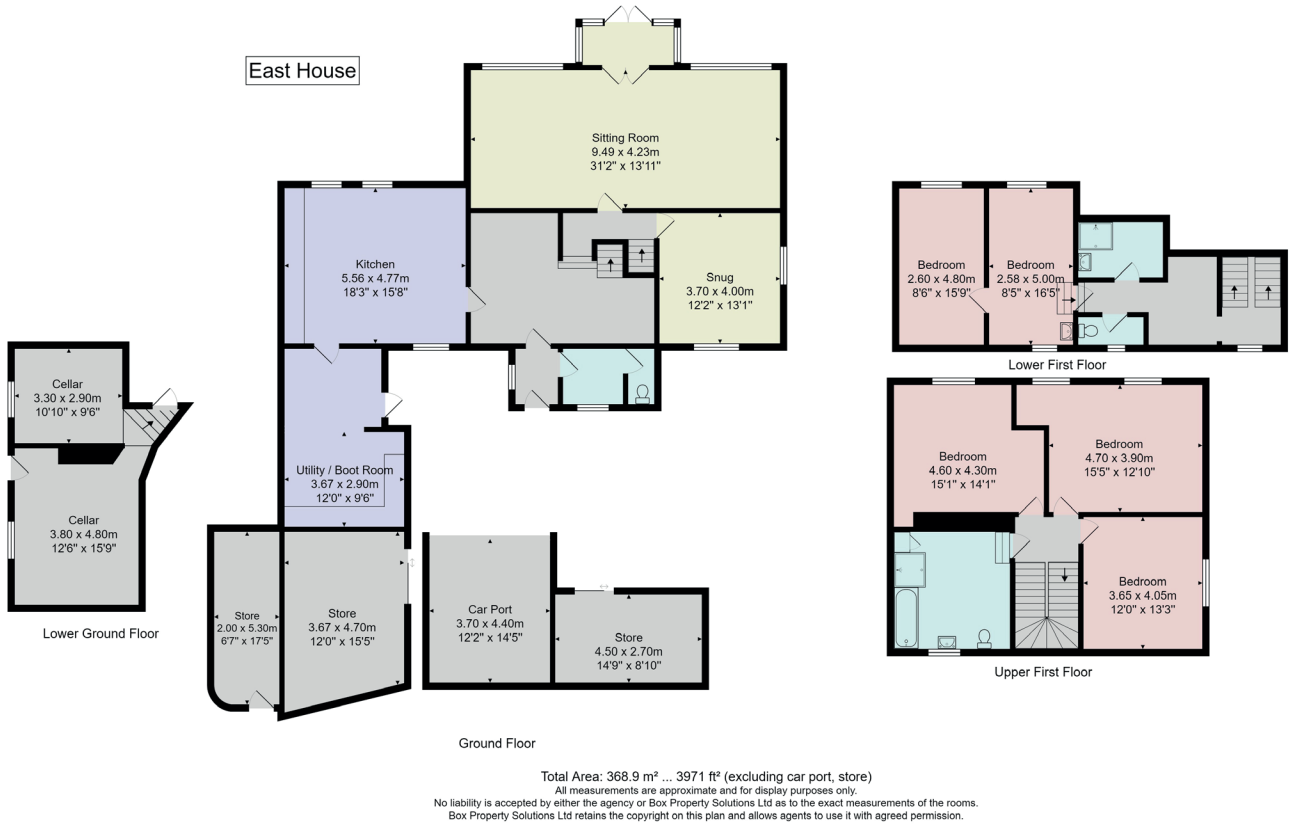 East House
Sitting Room
9.49 x 4.23m
31'2" x 13'11"
Kitchen
5.56 x 4.77m
18'3" x 15'8"
Snug
3.70 x 4.00m
12'2" x 13'1"
Utility / Boot Room
3.67 x 2.90m
12'0" x 9'6"
Store
2.00 x 5.30m
6'7" x 17'5"
Store
3.67 x 4.70m
12'0" x 15'5"
Car Port
3.70 x 4.40m
12'2" x 14'5"
Store
4.50 x 2.70m
14'9" x 8'10"
Ground Floor
Cellar
3.30 x 2.90m
10'10" x 9'6"
Cellar
3.80 x 4.80m
12'6" x 15'9"
Lower Ground Floor
Bedroom
2.60 x 4.80m
8'6" x 15'9"
Bedroom
2.58 x 5.00m
8'5" x 16'5"
Lower First Floor
Bedroom
4.60 x 4.30m
15'1" x 14'1"
Bedroom
4.70 x 3.90m
15'5" x 12'10"
Bedroom
3.65 x 4.05m
12'0" x 13'3"
Upper First Floor
Total Area: 368.9 m² ... 3971 ft² (excluding car port, store)
All measurements are approximate and for display purposes only.
No liability is accepted by either the agency or Box Property Solutions Ltd as to the exact measurements of the rooms.
Box Property Solutions Ltd retains the copyright on this plan and allows agents to use it with agreed permission.